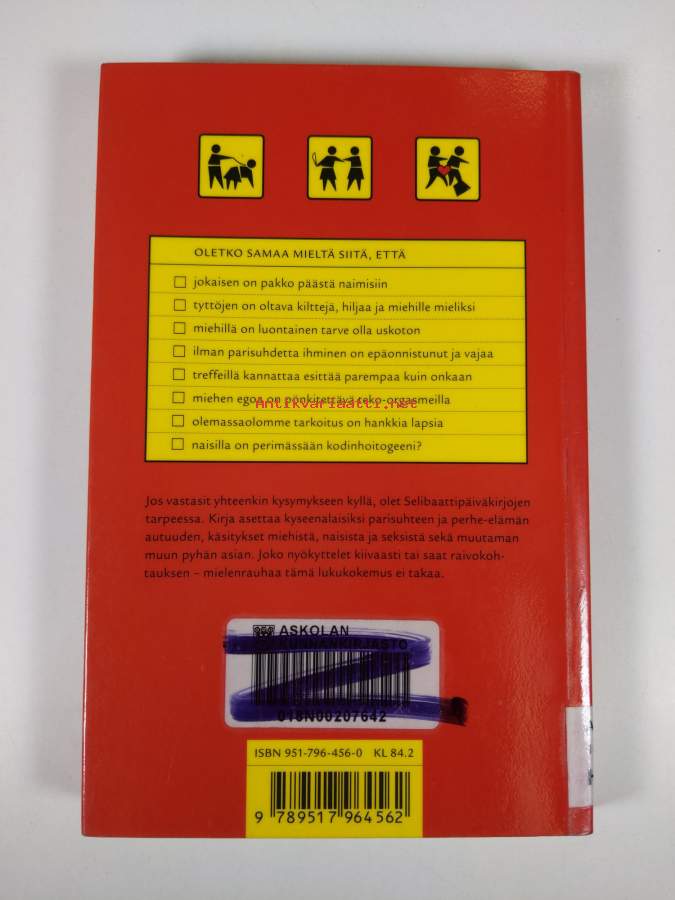 OLETKO SAMAA MIELTÄ SIITÄ, ETTÄ
jokaisen on pakko päästä naimisiin
tyttöjen on oltava kilttejä, hiljaa ja miehille mieliksi
miehillä on luontainen tarve olla uskoton
ilman parisuhdetta ihminen on epäonnistunut ja vajaa
treffeillä kannattaa esittää parempaa kuin onkaan
miehen egoa on pönkitettävä teko-orgasmeilla
Antikvariaatti.net
olemassaolomme tarkoitus on hankkia lapsia
naisilla on perimässään kodinhoitogeeni?
Jos vastasit yhteenkin kysymykseen kyllä, olet Selibaattipäiväkirjojen
tarpeessa. Kirja asettaa kyseenalaisiksi parisuhteen ja perhe-elämän
autuuden, käsitykset miehistä, naisista ja seksistä sekä muutaman
muun pyhän asian. Joko nyökyttelet kiivaasti tai saat raivokoh-
tauksen – mielenrauhaa tämä lukukokemus ei takaa.
ASKOLAN
KUNNANKIRJASTO
018N00207642
ISBN 951-796-456-0 KL 84.2
9 789517 964562